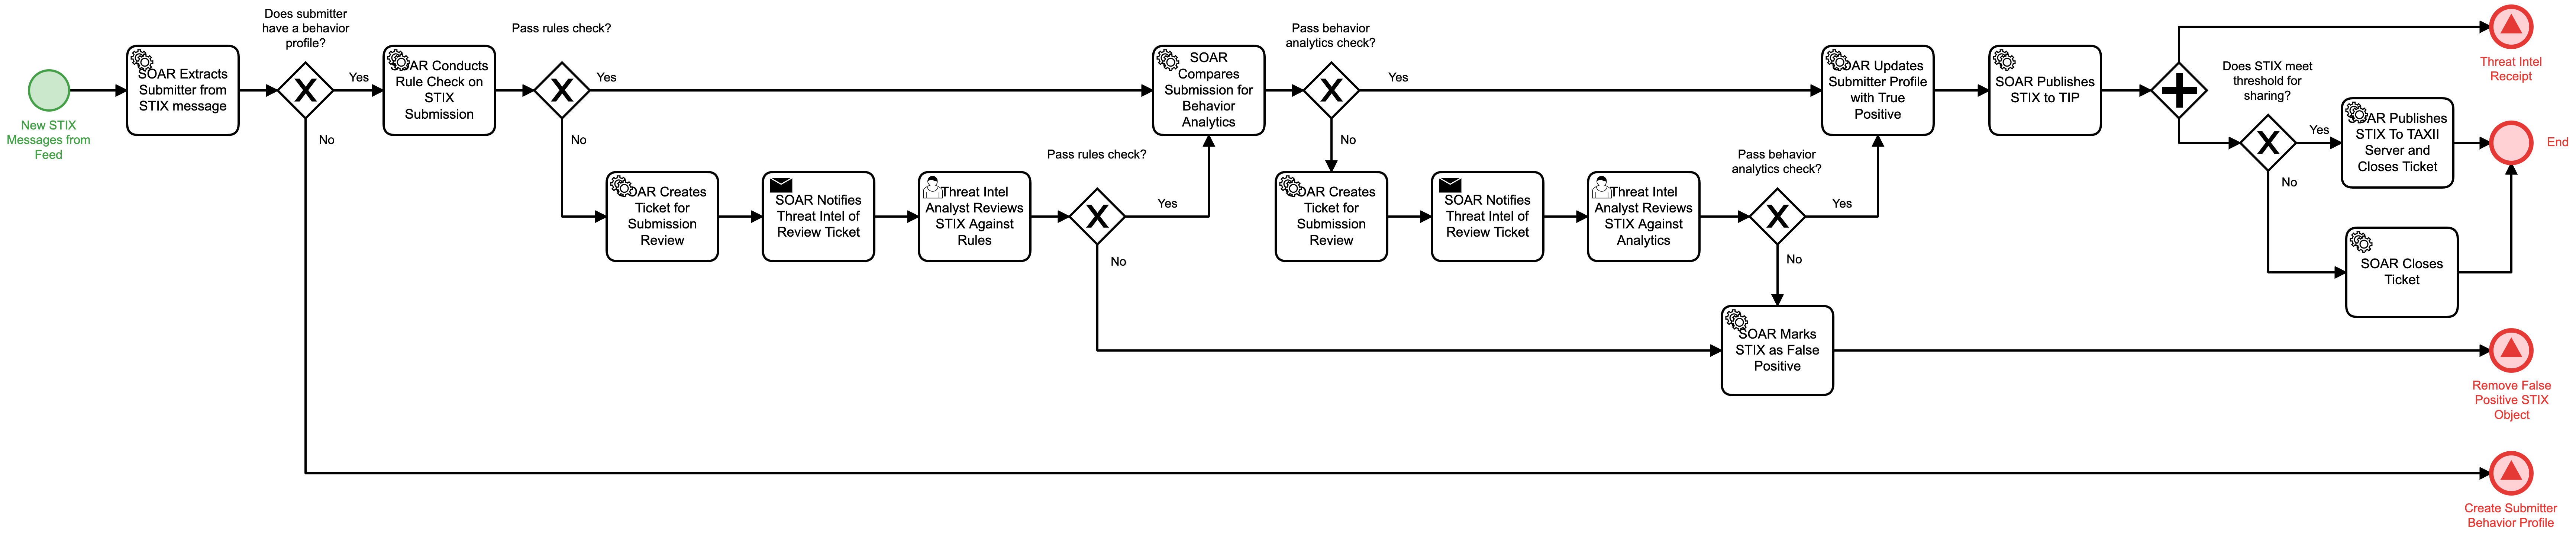 New STIX
Messages from
Feed
SOAR Extracts
Submitter from
STIX message
Does submitter
have a behavior
profile?
Yes
No
SOAR Conducts
Rule Check on
STIX
Submission
Pass rules check?
Yes
No
SOAR Creates
Ticket for
Submission
Review
SOAR Notifies
Threat Intel of
Review Ticket
Threat Intel
Analyst Reviews
STIX Against
Rules
Pass rules check?
Yes
No
SOAR
Compares
Submission for
Behavior
Analytics
Pass behavior
analytics check?
Yes
No
SOAR Creates
Ticket for
Submission
Review
SOAR Notifies
Threat Intel of
Review Ticket
Threat Intel
Analyst Reviews
STIX Against
Analytics
Pass behavior
analytics check?
Yes
No
SOAR Marks
STIX as False
Positive
SOAR Updates
Submitter Profile
with True
Positive
SOAR Publishes
STIX to TIP
Does STIX meet
threshold for
sharing?
Yes
No
SOAR Publishes
STIX To TAXII
Server and
Closes Ticket
SOAR Closes
Ticket
Threat Intel
Receipt
End
Remove False
Positive STIX
Object
Create Submitter
Behavior Profile